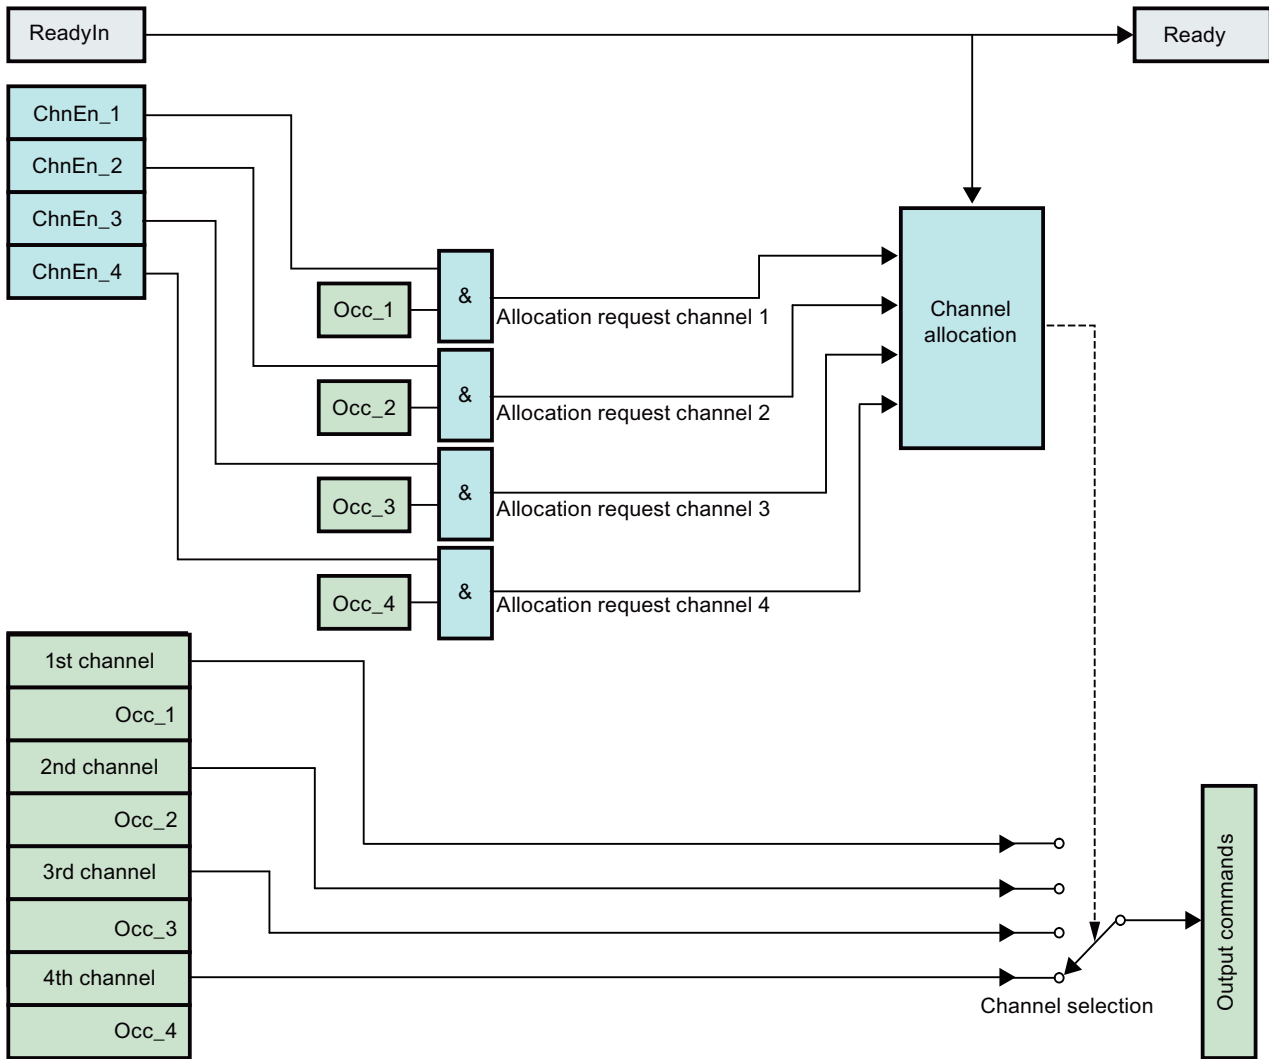 ReadyIn
Ready
ChnEn_1
ChnEn_2
ChnEn_3
ChnEn_4
&
Occ_1
Allocation request channel 1
Channel
allocation
&
Occ_2
Allocation request channel 2
&
Occ_3
Allocation request channel 3
&
Occ_4
Allocation request channel 4
1st channel
Occ_1
2nd channel
Occ_2
3rd channel
Occ_3
4th channel
Occ_4
Channel selection
Output commands